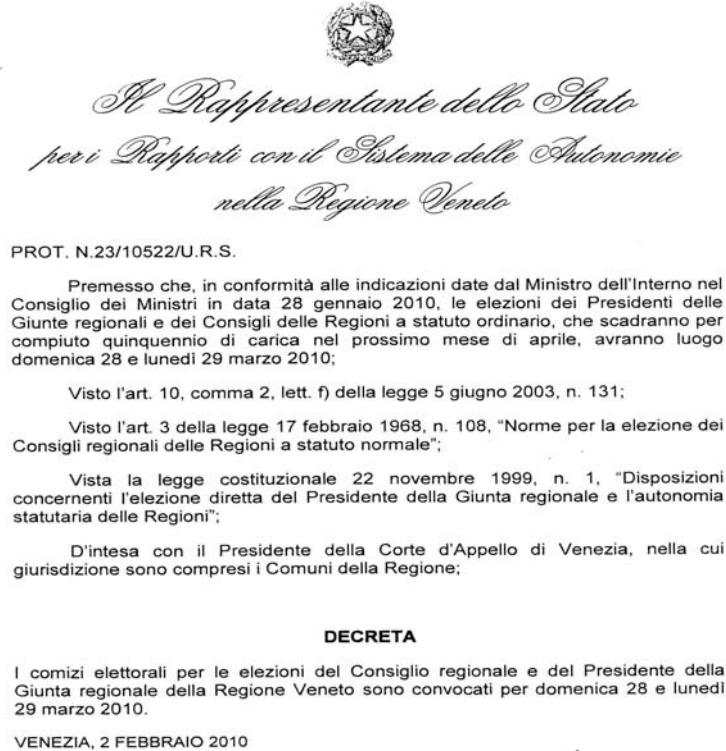 Il Rappresentante dello Stato
per i Rapporti con il Sistema delle Autonomie
nella Regione Veneto
PROT. N.23/10522/U.R.S.
Premesso che, in conformità alle indicazioni date dal Ministro dell'Interno nel
Consiglio dei Ministri in data 28 gennaio 2010, le elezioni dei Presidenti delle
Giunte regionali e dei Consigli delle Regioni a statuto ordinario, che scadranno per
compiuto quinquennio di carica nel prossimo mese di aprile, avranno luogo
domenica 28 e lunedì 29 marzo 2010;
Visto l'art. 10, comma 2, lett. f) della legge 5 giugno 2003, n. 131;
Visto l'art. 3 della legge 17 febbraio 1968, n. 108, “Norme per la elezione dei
Consigli regionali delle Regioni a statuto normale”;
Vista la legge costituzionale 22 novembre 1999, n. 1, “Disposizioni
concernenti l'elezione diretta del Presidente della Giunta regionale e l'autonomia
statutaria delle Regioni”;
D'intesa con il Presidente della Corte d'Appello di Venezia, nella cui
giurisdizione sono compresi i Comuni della Regione;
DECRETA
I comizi elettorali per le elezioni del Consiglio regionale e del Presidente della
Giunta regionale della Regione Veneto sono convocati per domenica 28 e lunedì
29 marzo 2010.
VENEZIA, 2 FEBBRAIO 2010